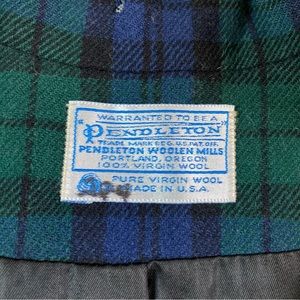 WARRANTED TO BE A
"PENDLETON"
TRADE MARK REG. U.S. PAT. OFF.
PENDLETON WOOLEN MILLS
PORTLAND, OREGON
100% VIRGIN WOOL
PURE VIRGIN WOOL
MADE IN U.S.A.